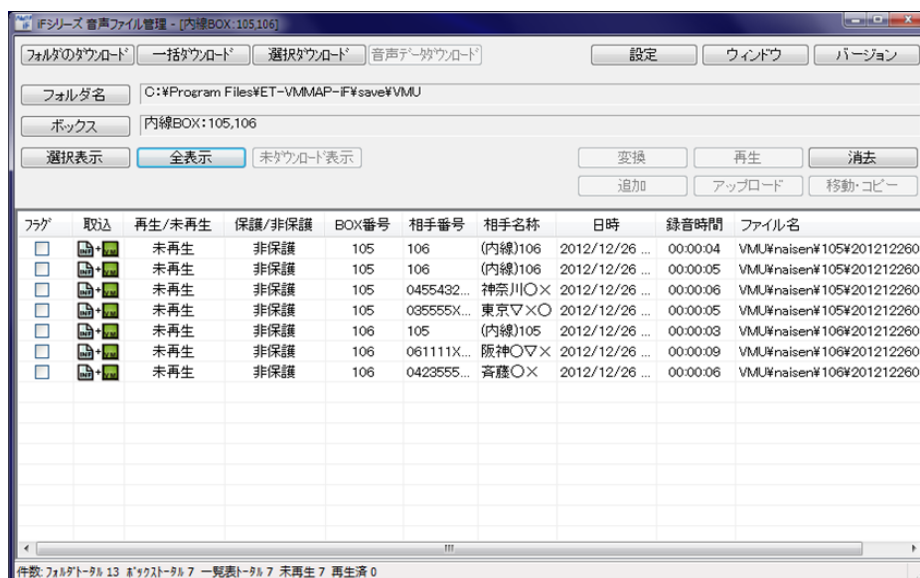 iFシリーズ 音声ファイル管理 - [内線BOX:105,106]
フォルダのダウンロード 一括ダウンロード 選択ダウンロード 音声データダウンロード 設定 ウィンドウ バージョン
フォルダ名 C:¥Program Files¥ET-VMMAP-iF¥save¥VMU
ボックス 内線BOX:105,106
選択表示 全表示 未ダウンロード表示 変換 再生 消去
追加 アップロード 移動・コピー
フラグ 取込 再生/未再生 保護/非保護 BOX番号 相手番号 相手名称 日時 録音時間 ファイル名
未再生 非保護 105 106 (内線)106 2012/12/26 ... 00:00:04 VMU¥naisen¥105¥201212260
未再生 非保護 105 106 (内線)106 2012/12/26 ... 00:00:05 VMU¥naisen¥105¥201212260
未再生 非保護 105 0455432... 神奈川○× 2012/12/26 ... 00:00:06 VMU¥naisen¥105¥201212260
未再生 非保護 105 035555X... 東京▽×○ 2012/12/26 ... 00:00:05 VMU¥naisen¥105¥201212260
未再生 非保護 106 105 (内線)105 2012/12/26 ... 00:00:03 VMU¥naisen¥106¥201212260
未再生 非保護 106 061111X... 阪神○▽× 2012/12/26 ... 00:00:09 VMU¥naisen¥106¥201212260
未再生 非保護 106 0423555... 斉藤○× 2012/12/26 ... 00:00:06 VMU¥naisen¥106¥201212260
件数: フォルダトータル 13 ボックストータル 7 一覧表トータル 7 未再生 7 再生済 0